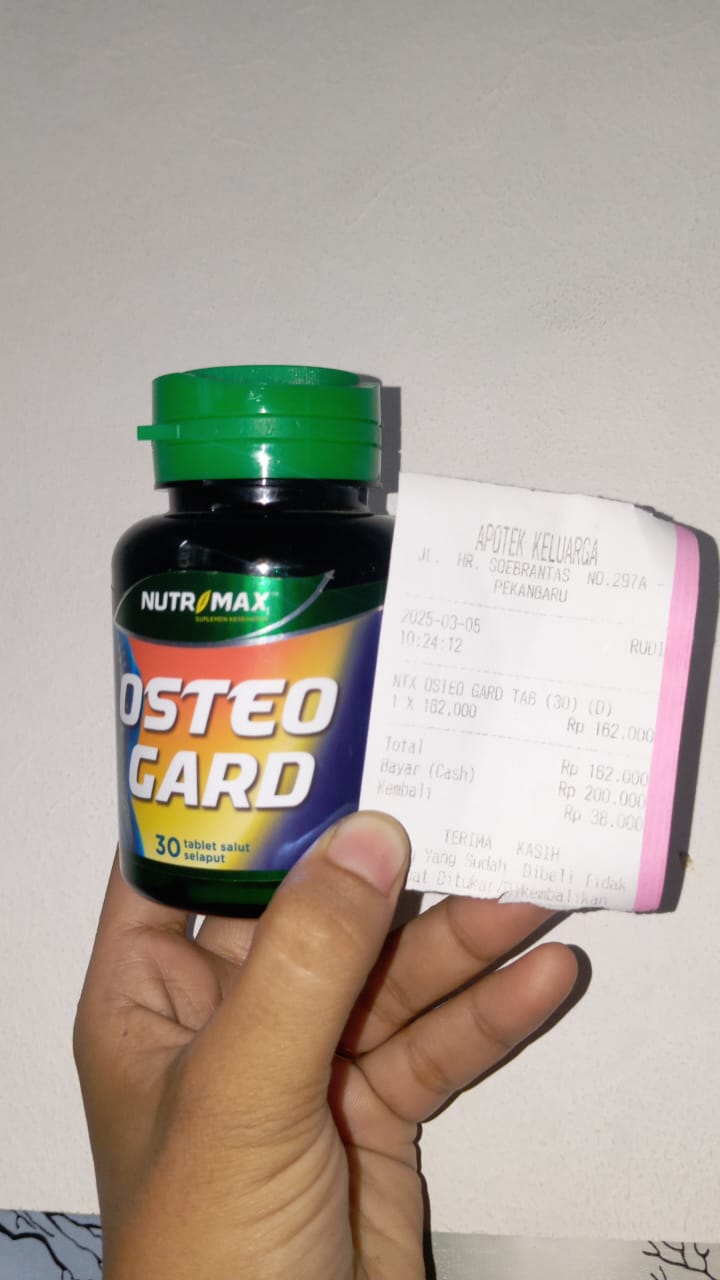 NUTRIMAX
SUPLEMEN KESEHATAN
OSTEO
GARD
30 tablet salut
selaput
APOTEK KELUARGA
JL. HR. SOEBRANTAS NO.297A -
PEKANBARU
2025-03-05
10:24:12 RUDI
NTX OSTEO GARD TAB (30) (D)
1 X 162,000 Rp 162.000
Total Rp 162.000
Bayar (Cash) Rp 200.000
Kembali Rp 38.000
TERIMA KASIH
Yang Sudah Dibeli Tidak
Ditukar/Dikembalikan